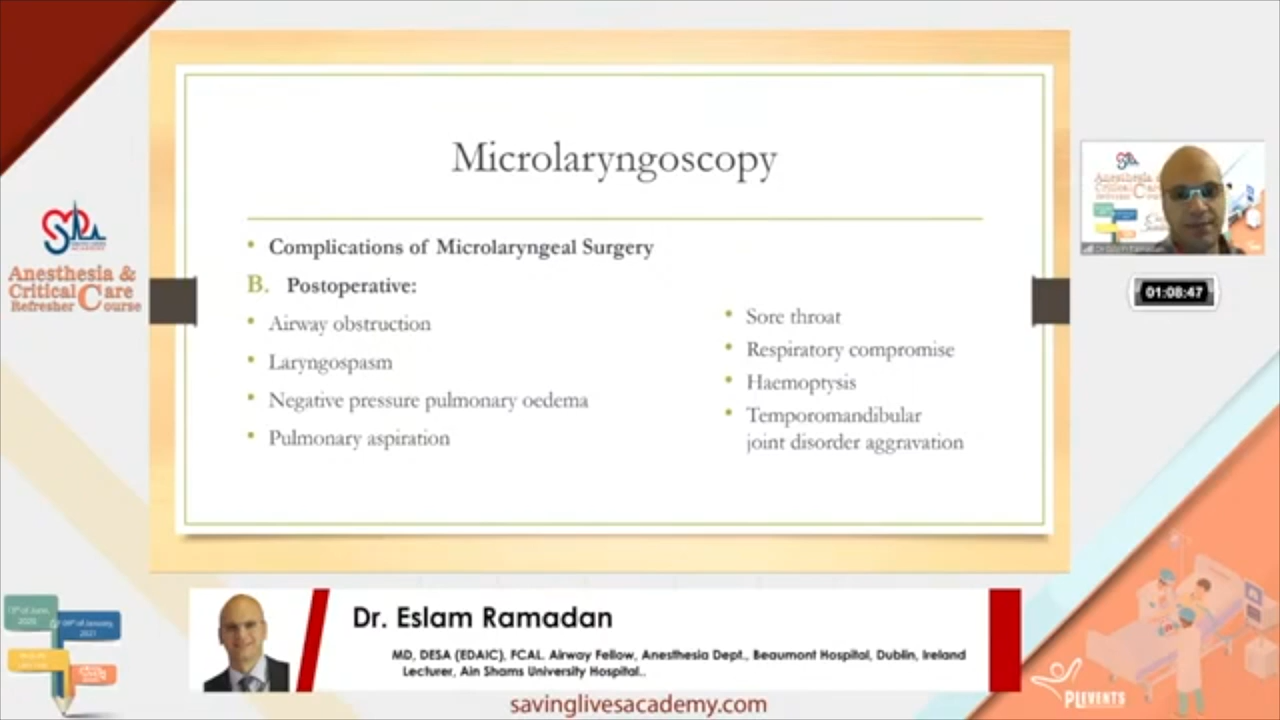 Microlaryngoscopy
Complications of Microlaryngeal Surgery
B. Postoperative:
Airway obstruction
Laryngospasm
Negative pressure pulmonary oedema
Pulmonary aspiration
Sore throat
Respiratory compromise
Haemoptysis
Temporomandibular
joint disorder aggravation
Anesthesia &
Critical Care
Refresher Course
01:08:47
Dr. Eslam Ramadan
MD, DESA (EDAIC), FCAI. Airway Fellow, Anesthesia Dept., Beaumont Hospital, Dublin, Ireland
Lecturer, Ain Shams University Hospital..
savinglivesacademy.com
PLEVENTS